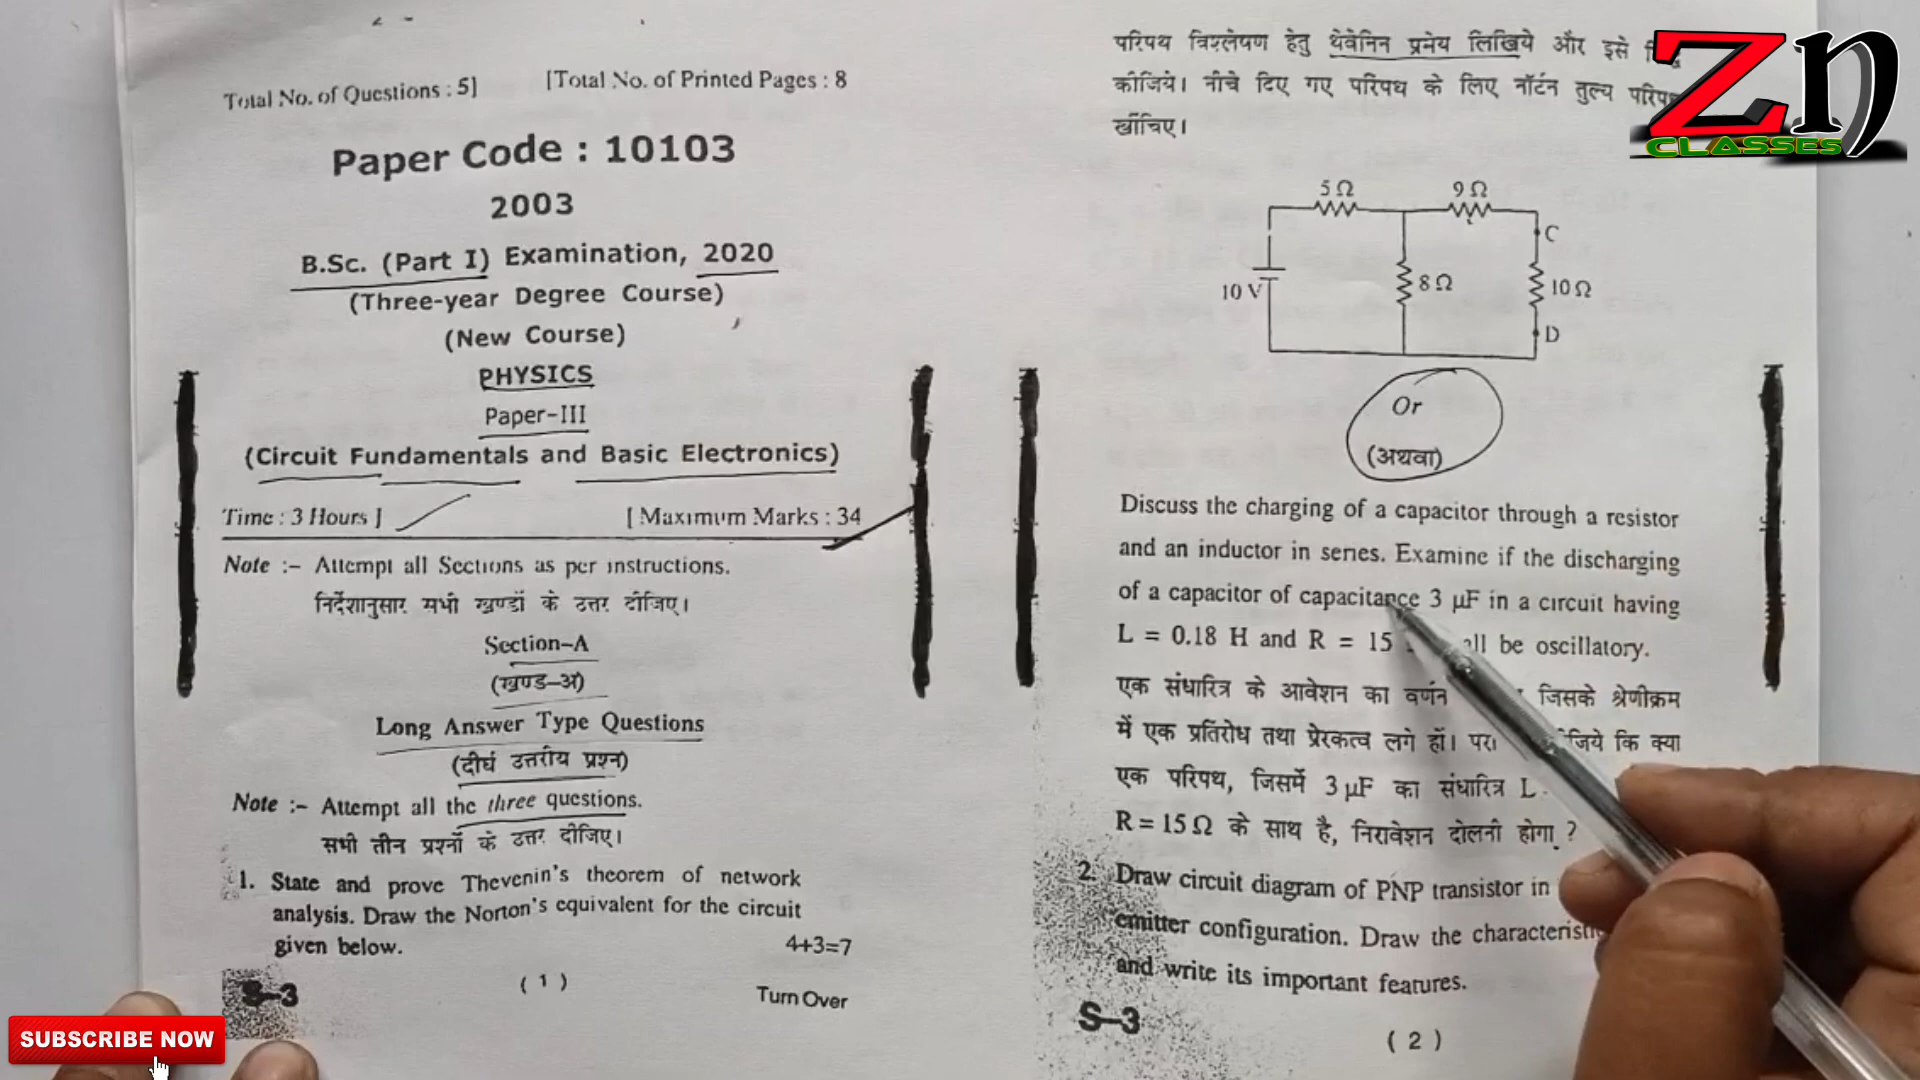 Total No. of Questions : 5]
[Total No. of Printed Pages : 8
Paper Code : 10103
2003
B.Sc. (Part I) Examination, 2020
(Three-year Degree Course)
(New Course)
PHYSICS
Paper-III
(Circuit Fundamentals and Basic Electronics)
Time : 3 Hours ]
[ Maximum Marks : 34
Note :- Attempt all Sections as per instructions.
निर्देशानुसार सभी खण्डों के उत्तर दीजिए।
Section-A
(खण्ड-अ)
Long Answer Type Questions
(दीर्घ उत्तरीय प्रश्न)
Note :- Attempt all the three questions.
सभी तीन प्रश्नों के उत्तर दीजिए।
1. State and prove Thevenin's theorem of network
analysis. Draw the Norton's equivalent for the circuit
given below.
4+3=7
S-3
( 1 )
Turn Over
SUBSCRIBE NOW
परिपथ विश्लेषण हेतु थेवेनिन प्रमेय लिखिये और इसे
कीजिये। नीचे दिए गए परिपथ के लिए नॉर्टन तुल्य
खींचिए।
Zn
CLASSES
5 Ω
9 Ω
C
10 V
8 Ω
10 Ω
D
Or
(अथवा)
Discuss the charging of a capacitor through a resistor
and an inductor in series. Examine if the discharging
of a capacitor of capacitance 3 μF in a circuit having
L = 0.18 H and R = 15 be oscillatory.
एक संधारित्र के आवेशन का वर्णन जिसके श्रेणीक्रम
में एक प्रतिरोध तथा प्रेरकत्व लगे हों। कि क्या
एक परिपथ, जिसमें 3 μF का संधारित्र L
R = 15 Ω के साथ है, निरावेशन दोलनी होगा ?
2. Draw circuit diagram of PNP transistor in
emitter configuration. Draw the
and write its important features.
S-3
( 2 )